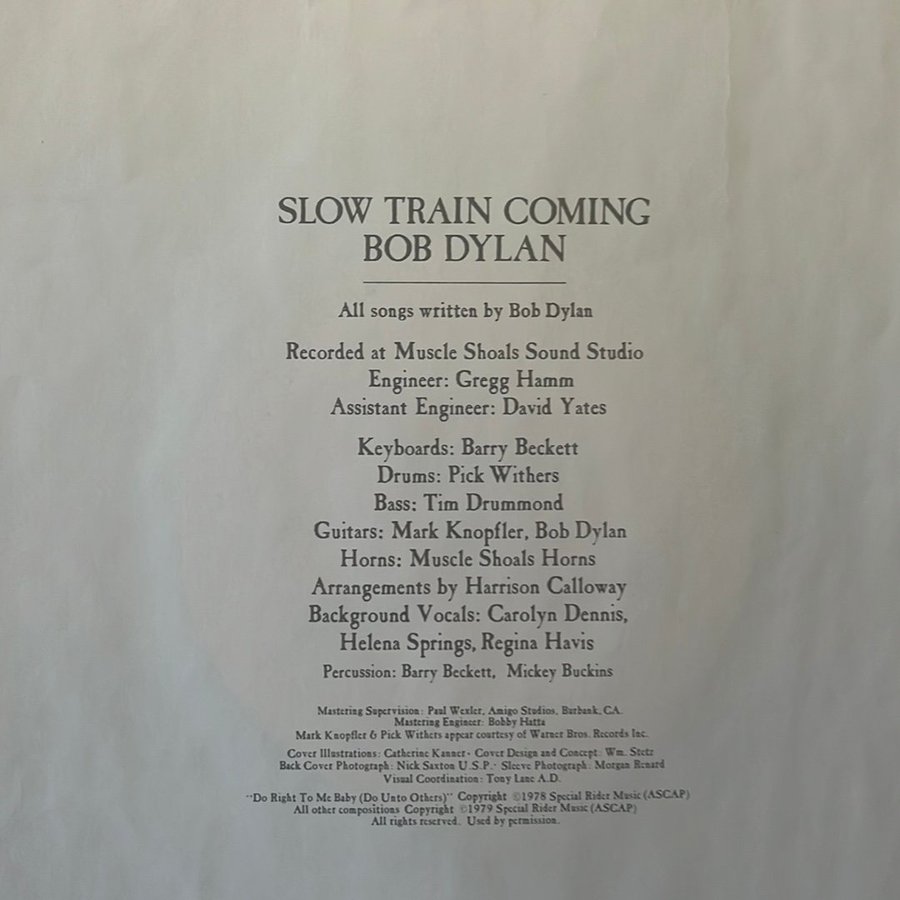 SLOW TRAIN COMING
BOB DYLAN
All songs written by Bob Dylan
Recorded at Muscle Shoals Sound Studio
Engineer: Gregg Hamm
Assistant Engineer: David Yates
Keyboards: Barry Beckett
Drums: Pick Withers
Bass: Tim Drummond
Guitars: Mark Knopfler, Bob Dylan
Horns: Muscle Shoals Horns
Arrangements by Harrison Calloway
Background Vocals: Carolyn Dennis,
Helena Springs, Regina Havis
Percussion: Barry Beckett, Mickey Buckins
Mastering Supervision: Paul Wexler, Amigo Studios, Burbank, CA.
Mastering Engineer: Bobby Hatta
Mark Knopfler & Pick Withers appear courtesy of Warner Bros. Records Inc.
Cover Illustrations: Catherine Kanner · Cover Design and Concept: Wm. Stetz
Back Cover Photograph: Nick Saxton U.S.P. · Sleeve Photograph: Morgan Renard
Visual Coordination: Tony Lane A.D.
"Do Right To Me Baby (Do Unto Others)" Copyright ©1978 Special Rider Music (ASCAP)
All other compositions Copyright ©1979 Special Rider Music (ASCAP)
All rights reserved. Used by permission.